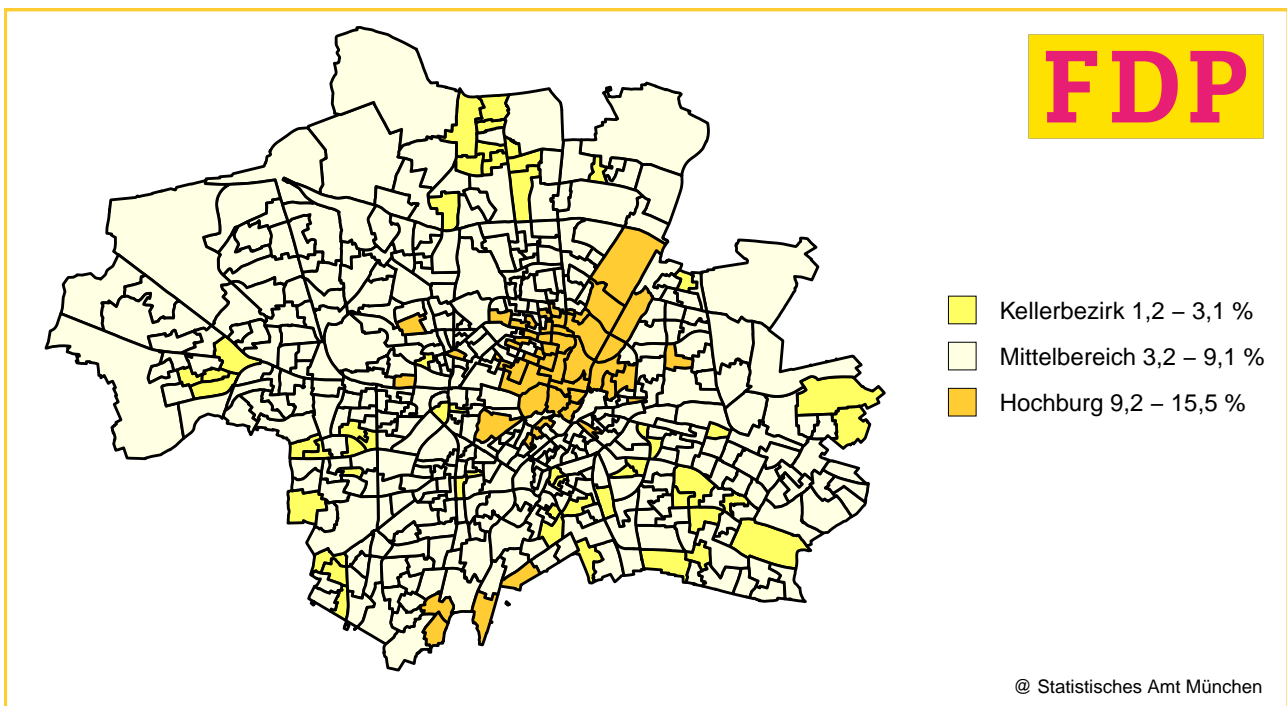 FDP
Kellerbezirk 1,2 – 3,1 %
Mittelbereich 3,2 – 9,1 %
Hochburg 9,2 – 15,5 %
@ Statistisches Amt München